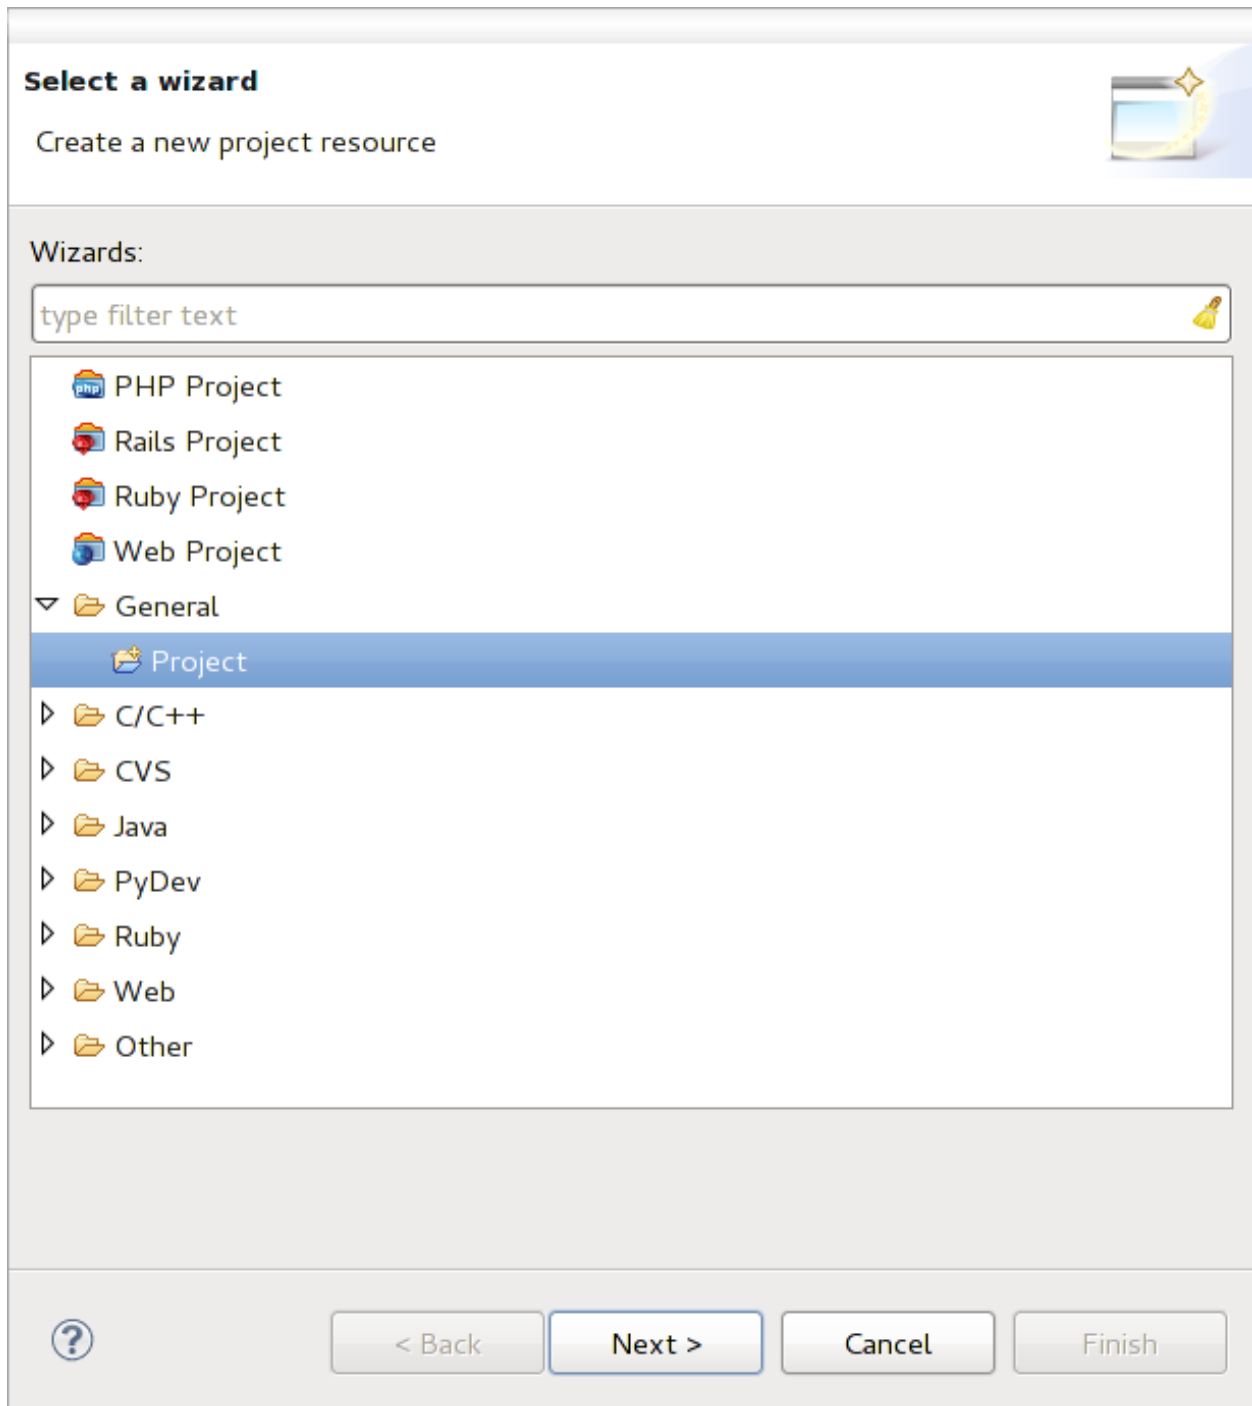 Select a wizard
Create a new project resource
Wizards:
type filter text
php PHP Project
Rails Project
Ruby Project
Web Project
General
Project
C/C++
CVS
Java
PyDev
Ruby
Web
Other
? < Back Next > Cancel Finish